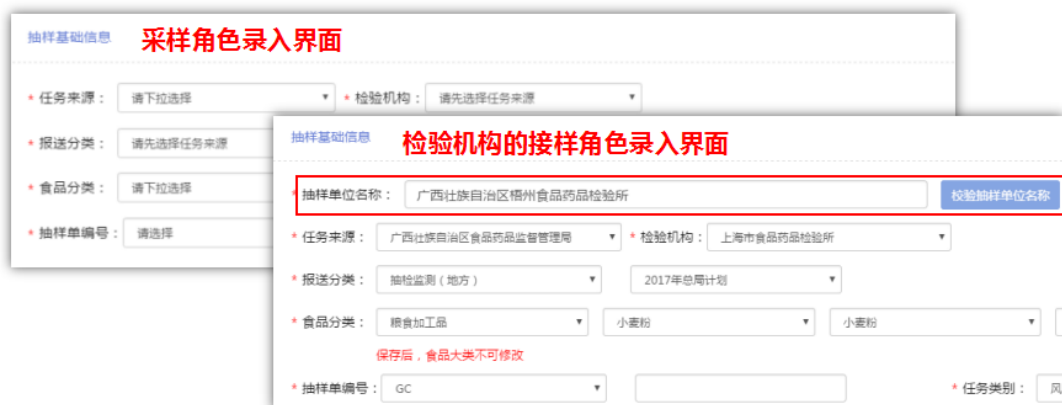 抽样基础信息 采样角色录入界面
* 任务来源： 请下拉选择 * 检验机构： 请先选择任务来源
* 报送分类： 请先选择任务来源
* 食品分类： 请下拉选择
* 抽样单编号： 请选择
抽样基础信息 检验机构的接样角色录入界面
* 抽样单位名称： 广西壮族自治区梧州食品药品检验所 校验抽样单位名称
* 任务来源： 广西壮族自治区食品药品监督管理局 * 检验机构： 上海市食品药品检验所
* 报送分类： 抽检监测（地方） 2017年总局计划
* 食品分类： 粮食加工品 小麦粉 小麦粉
保存后，食品大类不可修改
* 抽样单编号： GC * 任务类别： 风